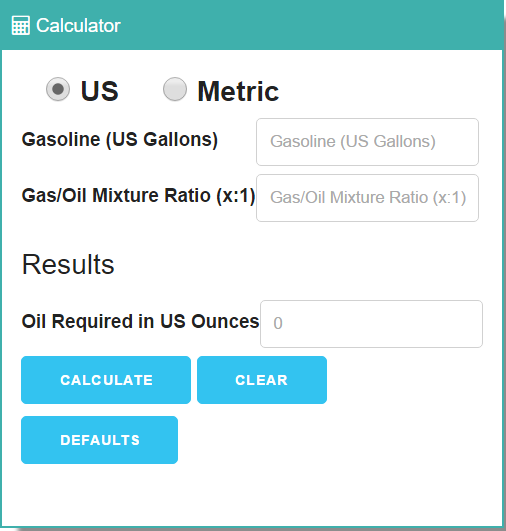 Calculator
US Metric
Gasoline (US Gallons) Gasoline (US Gallons)
Gas/Oil Mixture Ratio (x:1) Gas/Oil Mixture Ratio (x:1)
Results
Oil Required in US Ounces 0
CALCULATE CLEAR
DEFAULTS